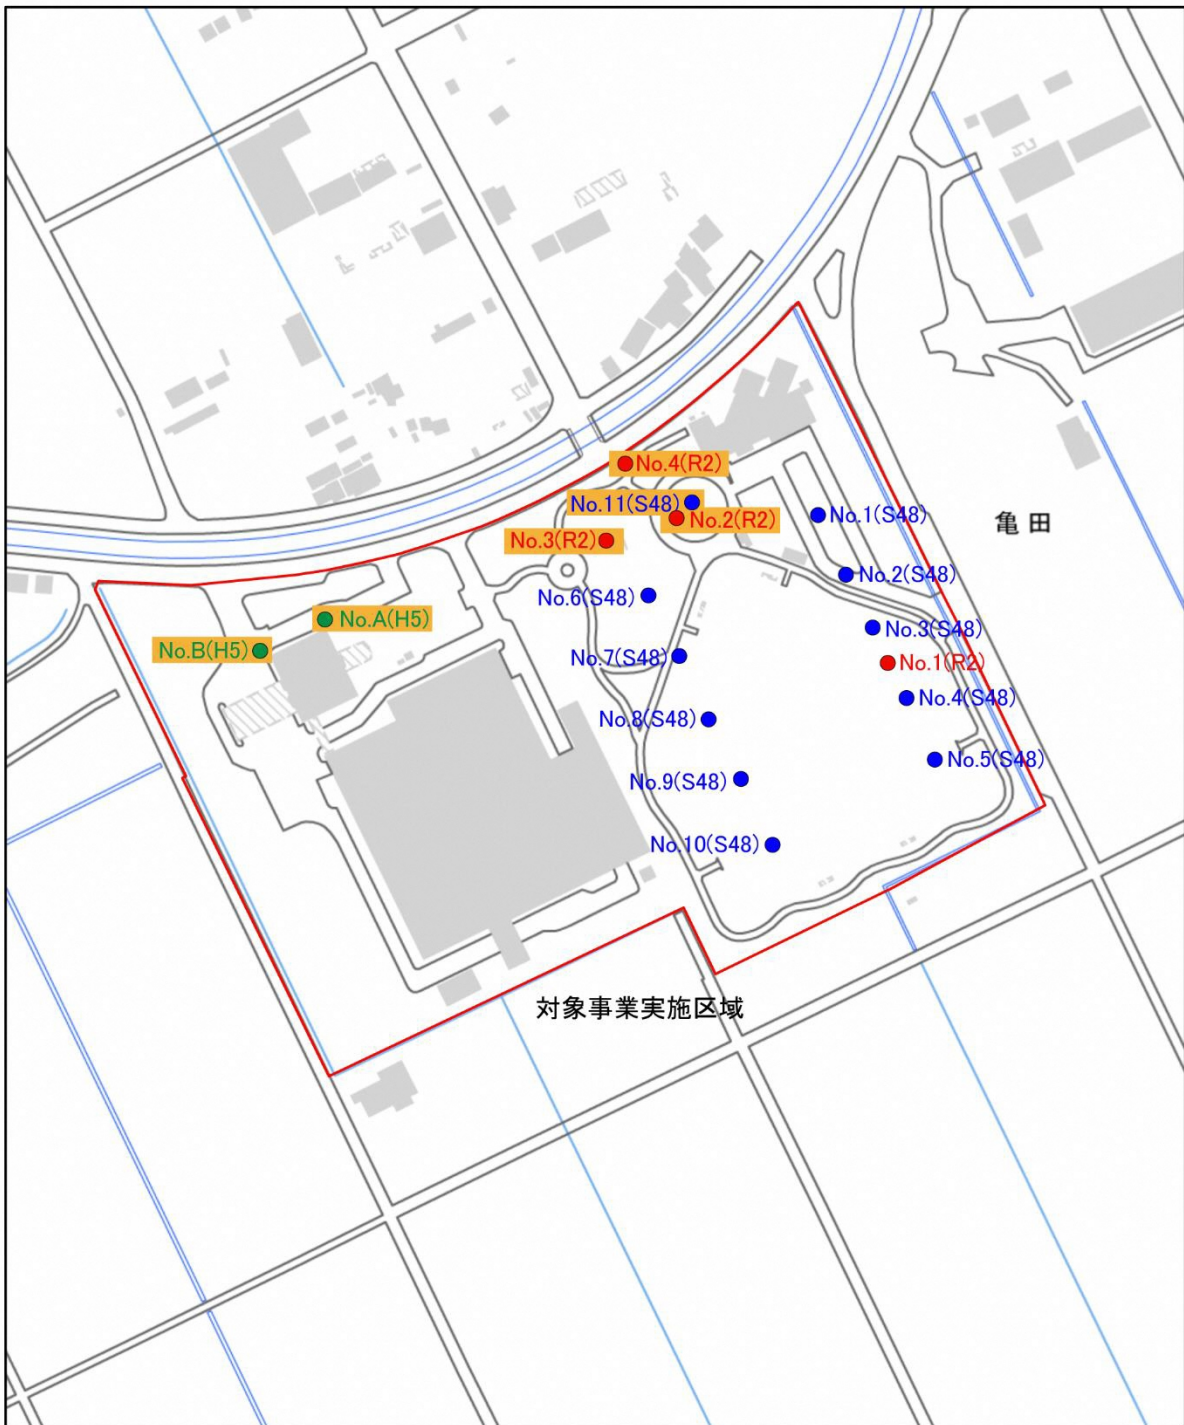 No.4(R2)
No.11(S48)
No.2(R2)
No.1(S48)
亀田
No.3(R2)
No.2(S48)
No.6(S48)
No.A(H5)
No.3(S48)
No.B(H5)
No.7(S48)
No.1(R2)
No.4(S48)
No.8(S48)
No.5(S48)
No.9(S48)
No.10(S48)
対象事業実施区域